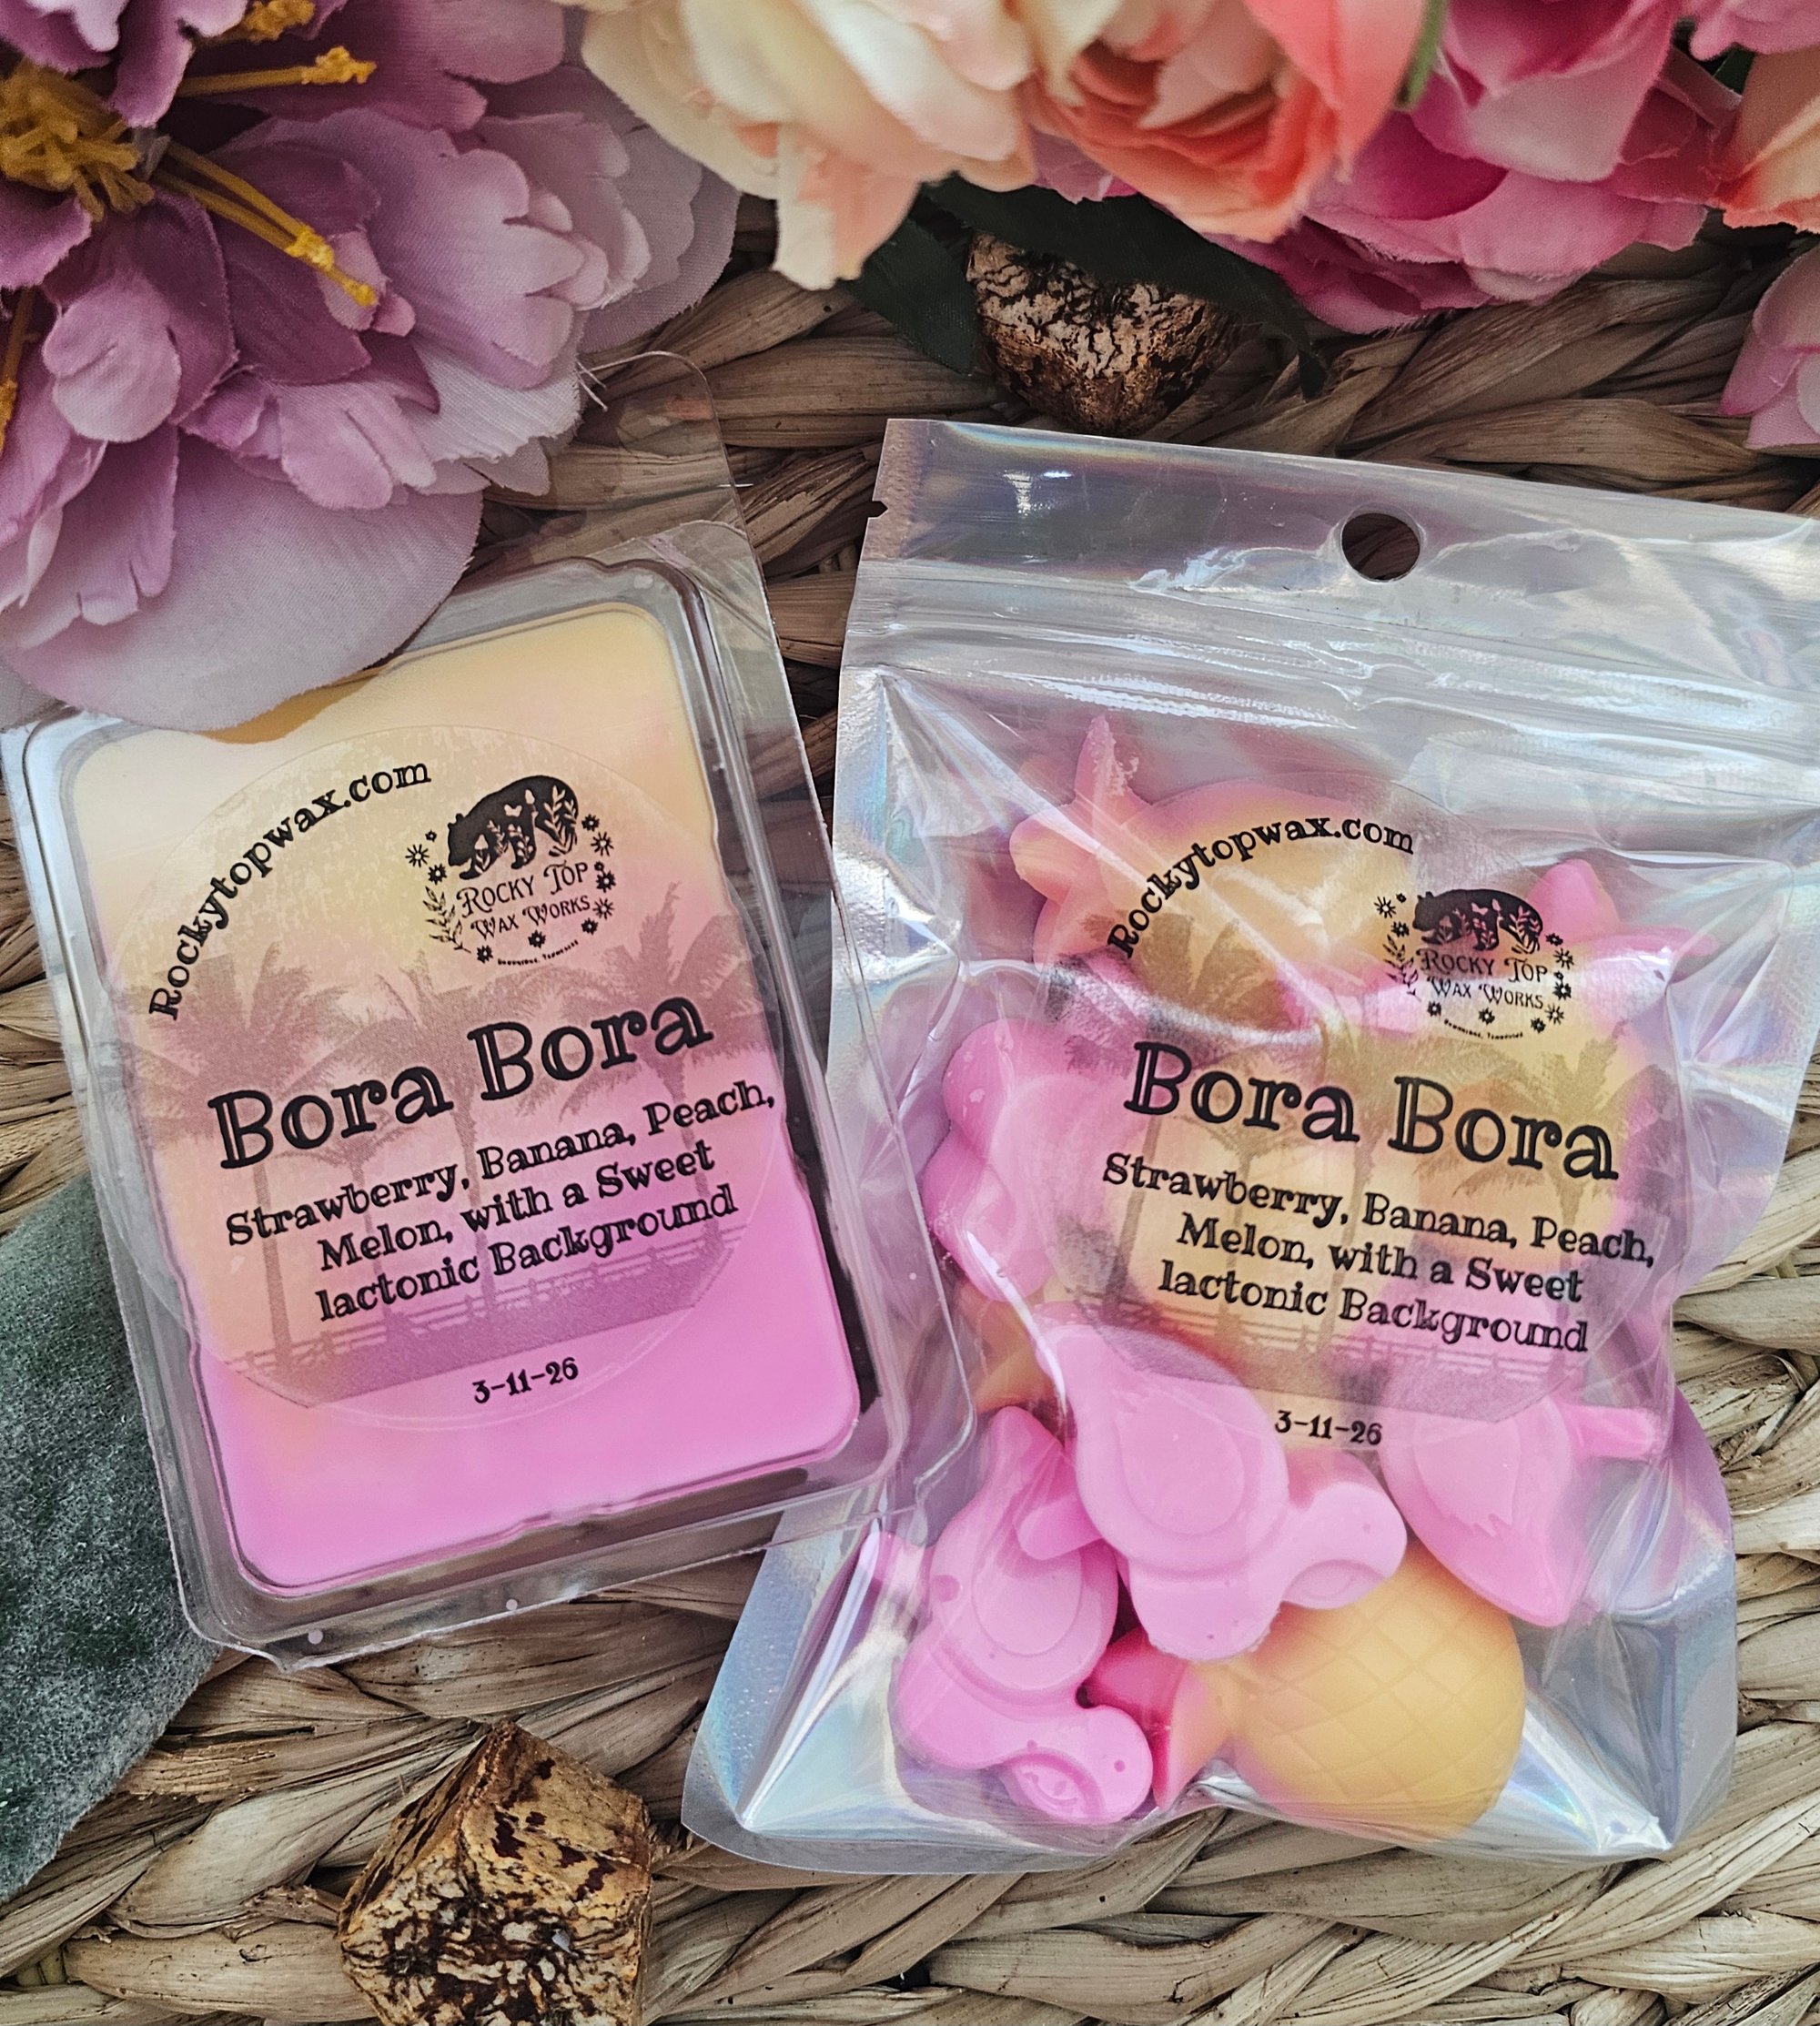 Rockytopwax.com
Rocky Top
Wax Works
Bora Bora
Strawberry, Banana, Peach,
Melon, with a Sweet
lactonic Background
3-11-26
Rockytopwax.com
Rocky Top
Wax Works
Bora Bora
Strawberry, Banana, Peach,
Melon, with a Sweet
lactonic Background
3-11-26